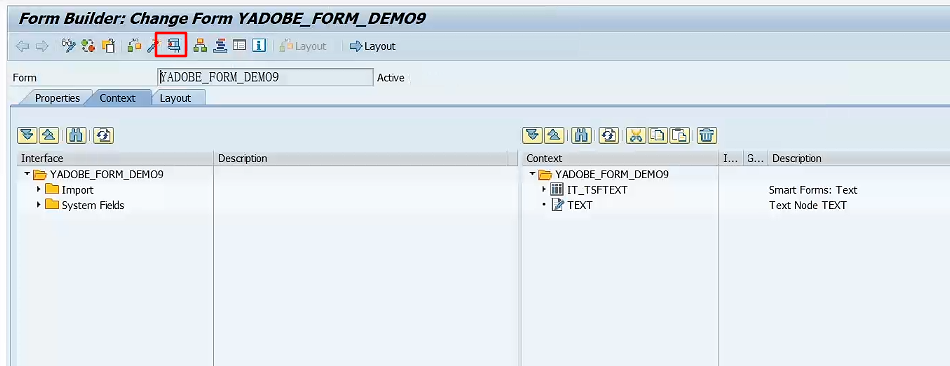 Form Builder: Change Form YADOBE_FORM_DEMO9
Layout Layout
Form YADOBE_FORM_DEMO9 Active
Properties Context Layout
Interface Description Context I... G... Description
YADOBE_FORM_DEMO9 YADOBE_FORM_DEMO9
Import IT_TSFTEXT Smart Forms: Text
System Fields TEXT Text Node TEXT